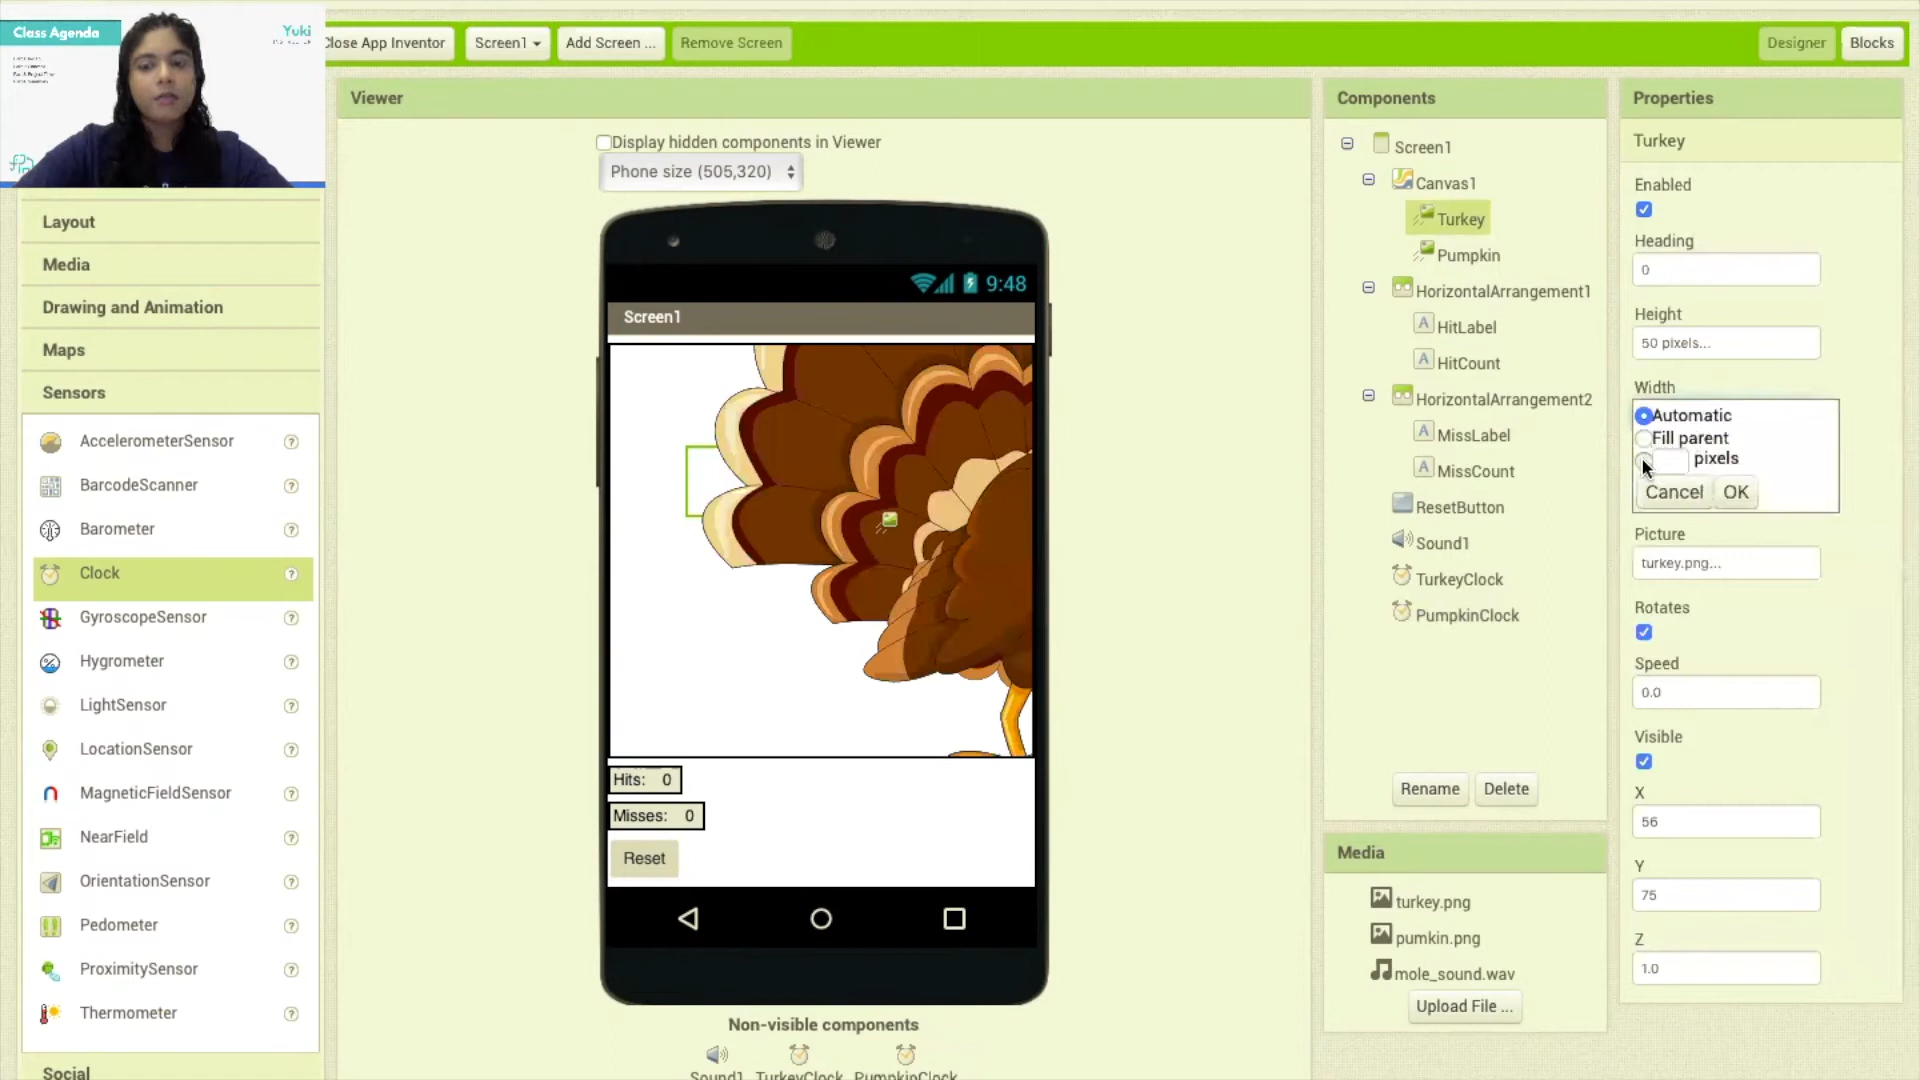 Class Agenda
Yuki
Close App Inventor
Screen1
Add Screen ...
Remove Screen
Designer
Blocks
Viewer
Components
Properties
Display hidden components in Viewer
Phone size (505,320)
Layout
Media
Drawing and Animation
Maps
Sensors
AccelerometerSensor ?
BarcodeScanner ?
Barometer ?
Clock ?
GyroscopeSensor ?
Hygrometer ?
LightSensor ?
LocationSensor ?
MagneticFieldSensor ?
NearField ?
OrientationSensor ?
Pedometer ?
ProximitySensor ?
Thermometer ?
Social
9:48
Screen1
Hits: 0
Misses: 0
Reset
Non-visible components
Sound1 TurkeyClock PumpkinClock
Screen1
Canvas1
Turkey
Pumpkin
HorizontalArrangement1
A HitLabel
A HitCount
HorizontalArrangement2
A MissLabel
A MissCount
ResetButton
Sound1
TurkeyClock
PumpkinClock
Rename
Delete
Media
turkey.png
pumkin.png
mole_sound.wav
Upload File ...
Turkey
Enabled
Heading
0
Height
50 pixels...
Width
Automatic
Fill parent
pixels
Cancel
OK
Picture
turkey.png...
Rotates
Speed
0.0
Visible
X
56
Y
75
Z
1.0